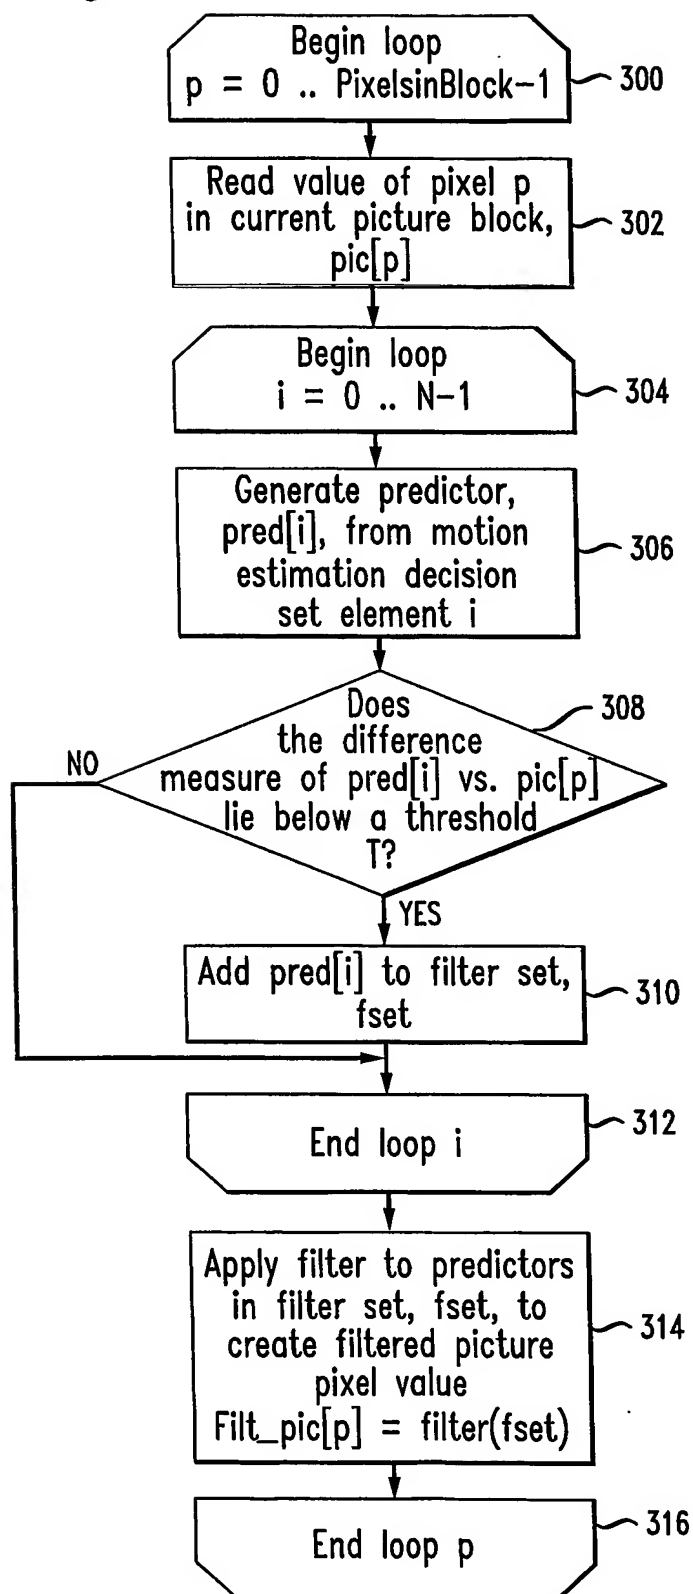 Begin loop
p = 0 .. PixelsinBlock-1
300
Read value of pixel p
in current picture block,
pic[p]
302
Begin loop
i = 0 .. N-1
304
Generate predictor,
pred[i], from motion
estimation decision
set element i
306
Does
the difference
measure of pred[i] vs. pic[p]
lie below a threshold
T?
308
NO
YES
Add pred[i] to filter set,
fset
310
End loop i
312
Apply filter to predictors
in filter set, fset, to
create filtered picture
pixel value
Filt_pic[p] = filter(fset)
314
End loop p
316